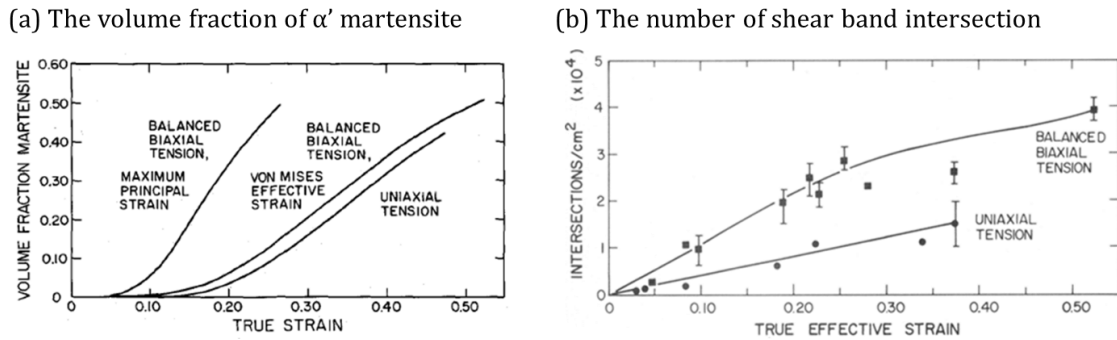 (a) The volume fraction of α’ martensite
(b) The number of shear band intersection
VOLUME FRACTION MARTENSITE
0.60
0.50
0.40
0.30
0.20
0.10
0
0
0.10
0.20
0.30
0.40
0.50
TRUE STRAIN
BALANCED
BIAXIAL
TENSION,
MAXIMUM
PRINCIPAL
STRAIN
BALANCED
BIAXIAL
TENSION,
VON MISES
EFFECTIVE
STRAIN
UNIAXIAL
TENSION
INTERSECTIONS/cm² (x10⁴)
5
4
3
2
1
0
0
0.10
0.20
0.30
0.40
0.50
TRUE EFFECTIVE STRAIN
BALANCED
BIAXIAL
TENSION
UNIAXIAL
TENSION